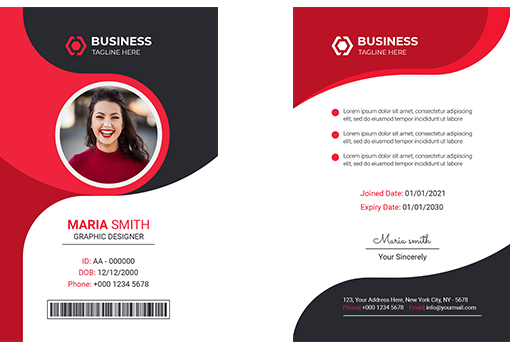 BUSINESS
TAGLINE HERE
MARIA SMITH
GRAPHIC DESIGNER
ID: AA - 000000
DOB: 12/12/2000
Phone: +000 1234 5678
BUSINESS
TAGLINE HERE
Lorem ipsum dolor sit amet, consectetur adipiscing
elit, sed do eiusmod tempor incididunt ut labore
Lorem ipsum dolor sit amet, consectetur adipiscing
elit, sed do eiusmod tempor incididunt ut labore
Lorem ipsum dolor sit amet, consectetur adipiscing
elit, sed do eiusmod tempor incididunt ut labore
Joined Date: 01/01/2021
Expiry Date: 01/01/2030
Maria smith
Your Sincerely
123, Your Address Here, New York City, NY - 5678
Phone: +000 1234 5678 Email: info@yourmail.com